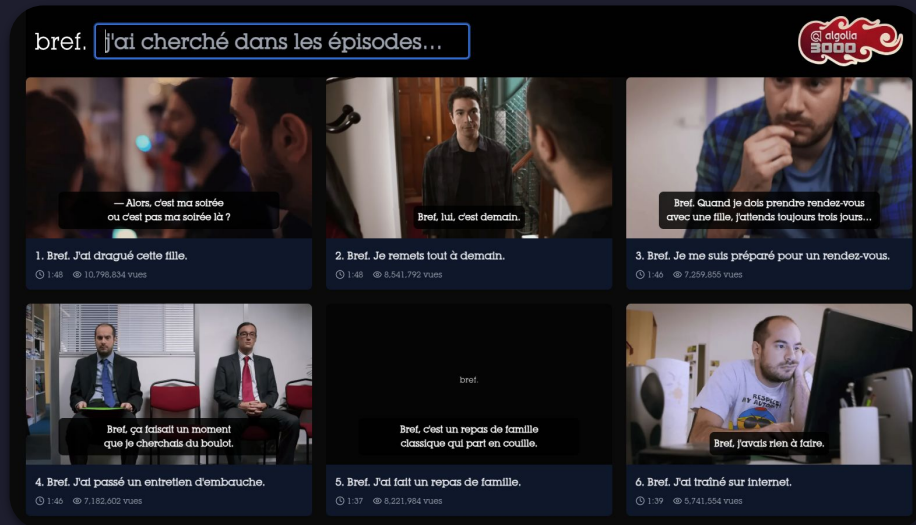 bref. j'ai cherché dans les épisodes...
algolia
3000
— Alors, c'est ma soirée
ou c'est pas ma soirée là ?
1. Bref. J'ai dragué cette fille.
1:48 10,798,834 vues
Bref, lui, c'est demain.
2. Bref. Je remets tout à demain.
1:48 8,541,792 vues
Bref. Quand je dois prendre rendez-vous
avec une fille, j'attends toujours trois jours...
3. Bref. Je me suis préparé pour un rendez-vous.
1:46 7,259,855 vues
Bref, ça faisait un moment
que je cherchais du boulot.
4. Bref. J'ai passé un entretien d'embauche.
1:46 7,182,602 vues
bref.
Bref, c'est un repas de famille
classique qui part en couille.
5. Bref. J'ai fait un repas de famille.
1:37 8,221,984 vues
RESPECT
Bref, j'avais rien à faire.
6. Bref. J'ai traîné sur internet.
1:39 5,741,554 vues